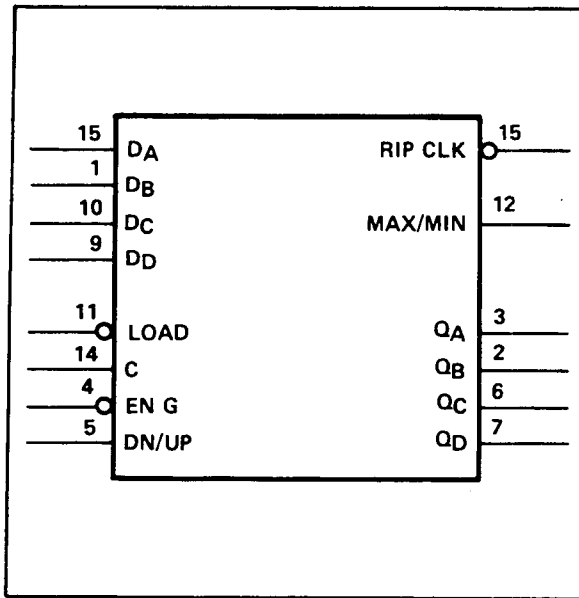 15 DA RIP CLK 15
1 DB
10 DC MAX/MIN 12
9 DD
11 LOAD QA 3
14 C QB 2
4 EN G QC 6
5 DN/UP QD 7